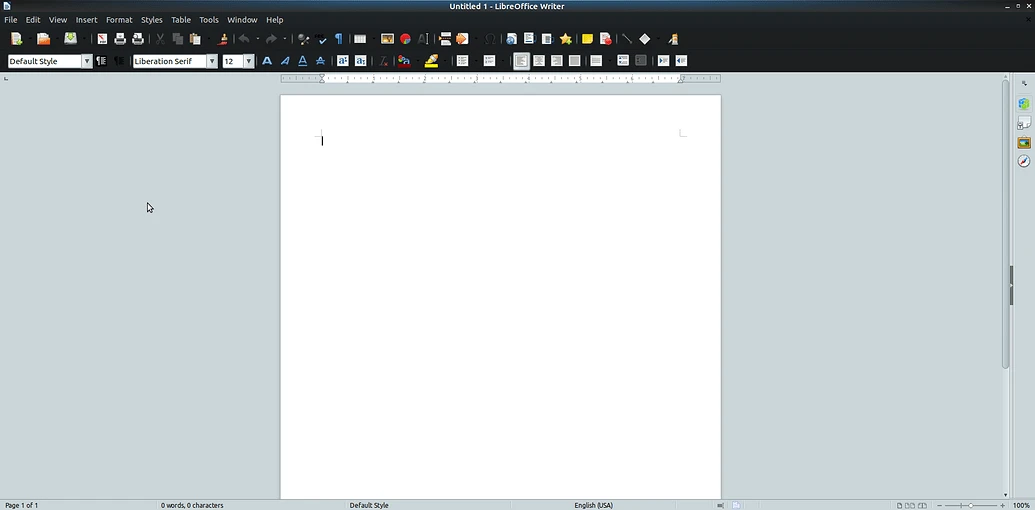 Untitled 1 - LibreOffice Writer
File Edit View Insert Format Styles Table Tools Window Help
Default Style Liberation Serif 12
Page 1 of 1 0 words, 0 characters Default Style English (USA) 100%